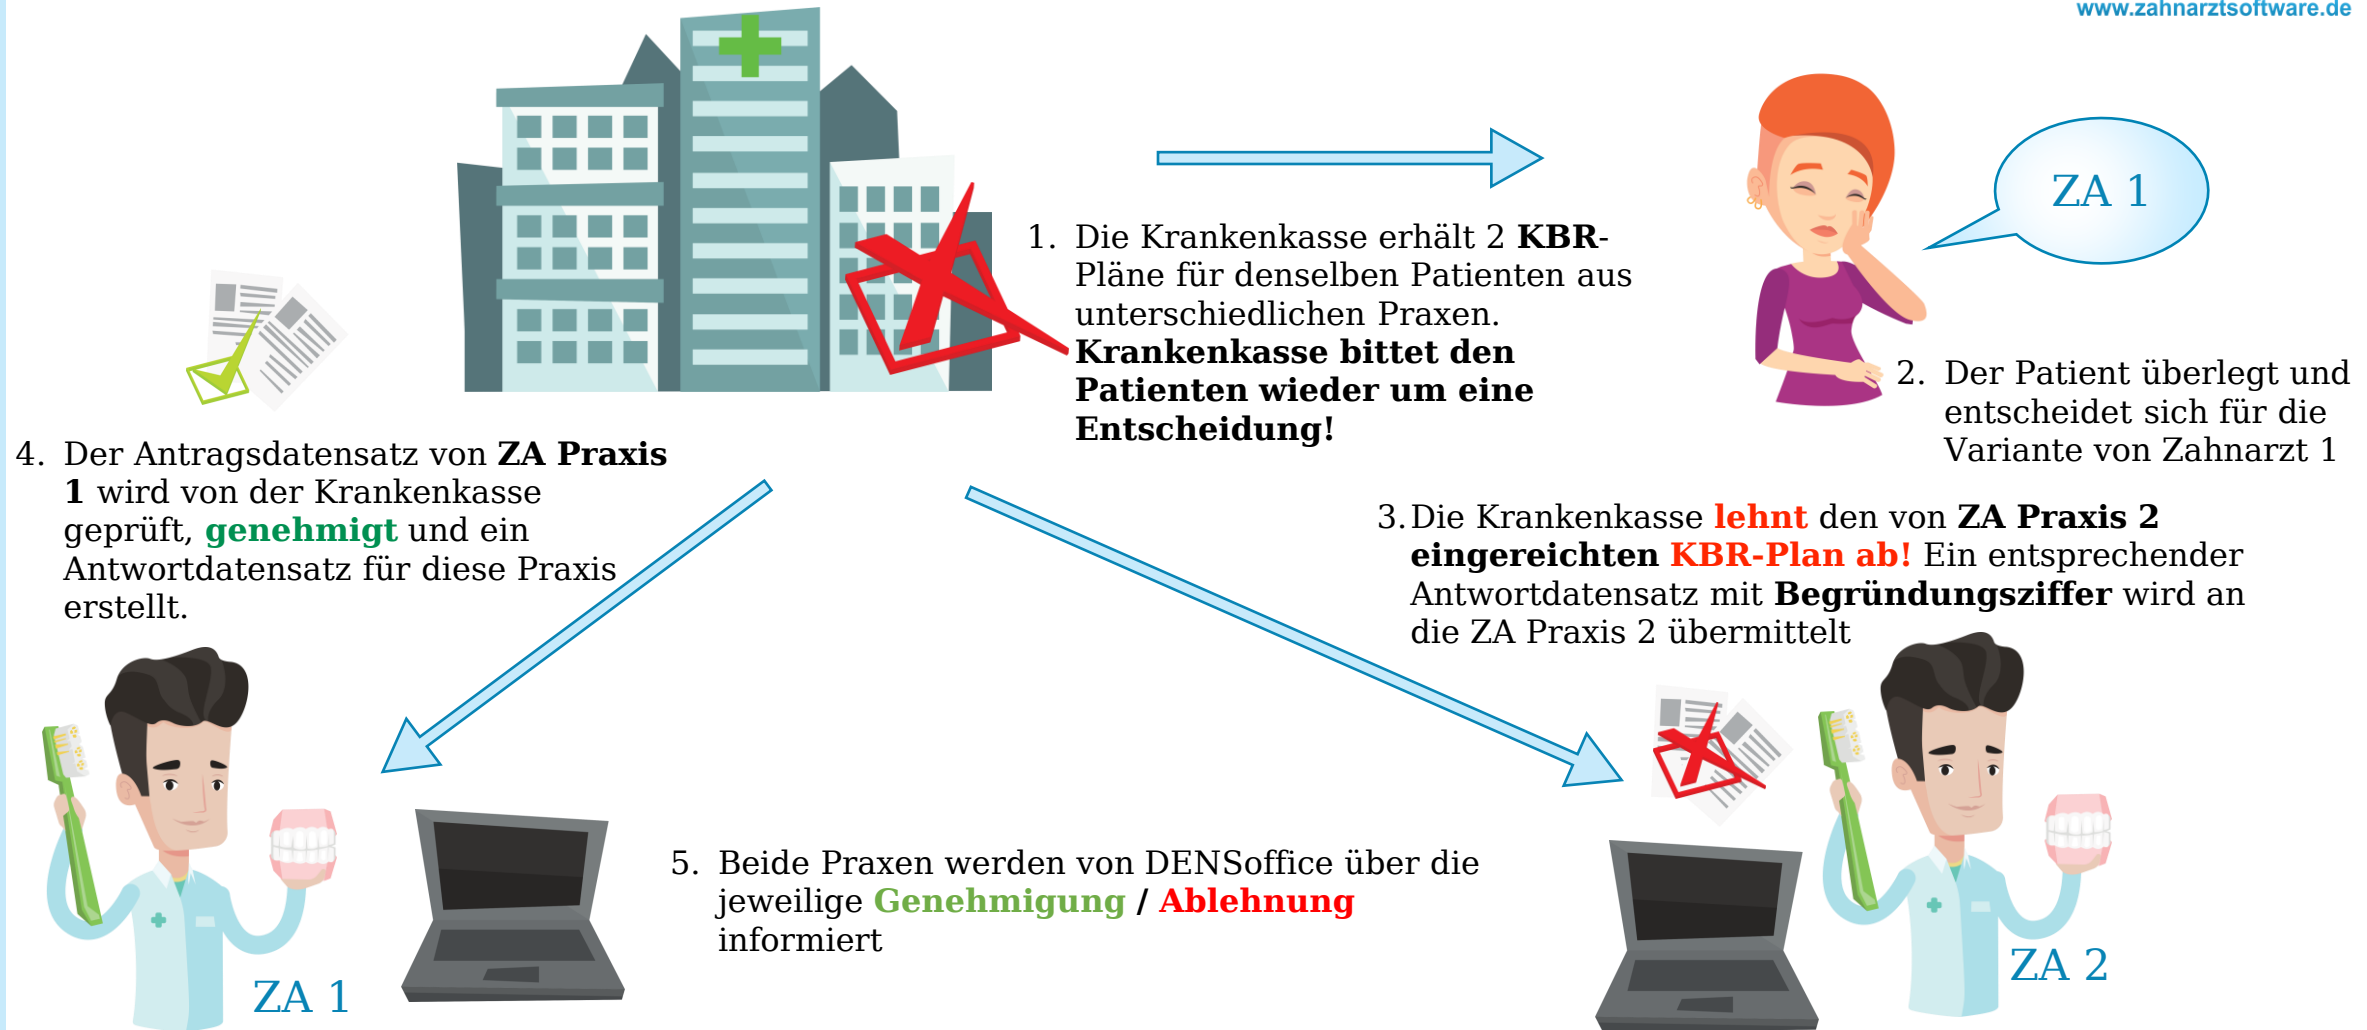 www.zahnarztsoftware.de
ZA 1
1. Die Krankenkasse erhält 2 KBR-
Pläne für denselben Patienten aus
unterschiedlichen Praxen.
Krankenkasse bittet den
Patienten wieder um eine
Entscheidung!
2. Der Patient überlegt und
entscheidet sich für die
Variante von Zahnarzt 1
3. Die Krankenkasse lehnt den von ZA Praxis 2
eingereichten KBR-Plan ab! Ein entsprechender
Antwortdatensatz mit Begründungsziffer wird an
die ZA Praxis 2 übermittelt
4. Der Antragsdatensatz von ZA Praxis
1 wird von der Krankenkasse
geprüft, genehmigt und ein
Antwortdatensatz für diese Praxis
erstellt.
5. Beide Praxen werden von DENSoffice über die
jeweilige Genehmigung / Ablehnung
informiert
ZA 1
ZA 2